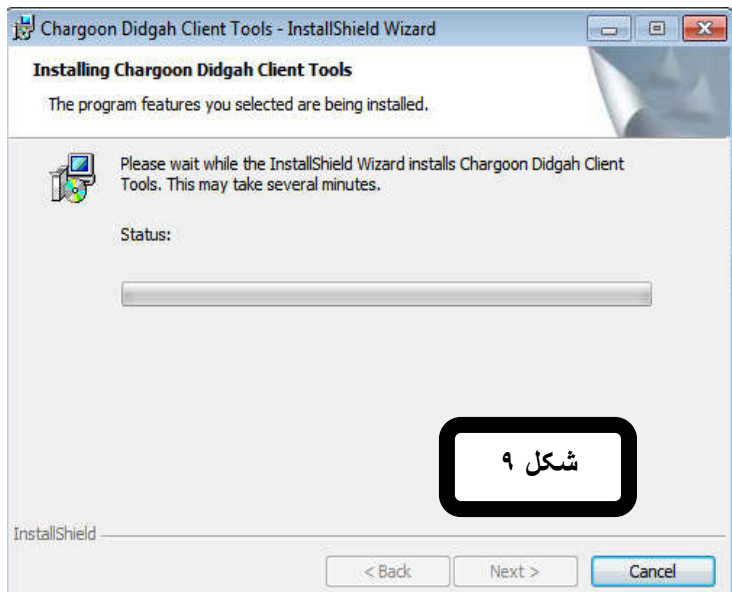 Chargoon Didgah Client Tools - InstallShield Wizard
Installing Chargoon Didgah Client Tools
The program features you selected are being installed.
Please wait while the InstallShield Wizard installs Chargoon Didgah Client
Tools. This may take several minutes.
Status:
شکل ۹
InstallShield
< Back
Next >
Cancel